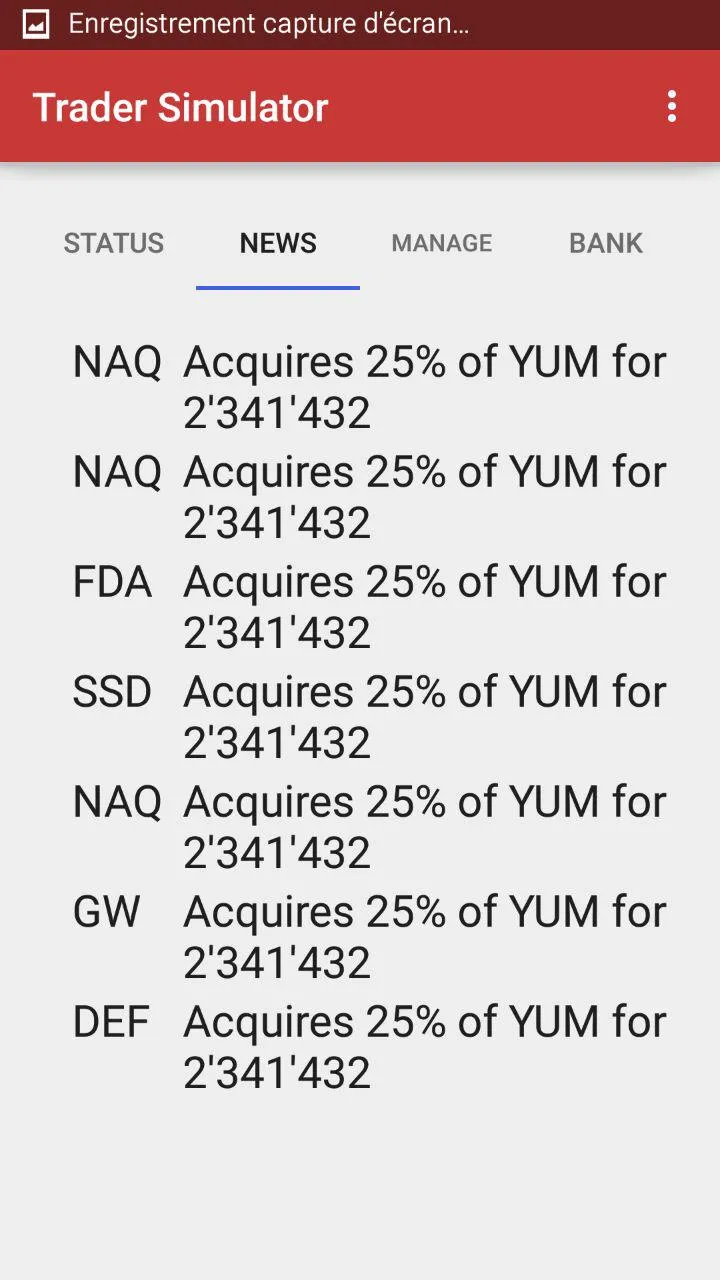 Enregistrement capture d'écran...
Trader Simulator
STATUS NEWS MANAGE BANK
NAQ Acquires 25% of YUM for
2'341'432
NAQ Acquires 25% of YUM for
2'341'432
FDA Acquires 25% of YUM for
2'341'432
SSD Acquires 25% of YUM for
2'341'432
NAQ Acquires 25% of YUM for
2'341'432
GW Acquires 25% of YUM for
2'341'432
DEF Acquires 25% of YUM for
2'341'432